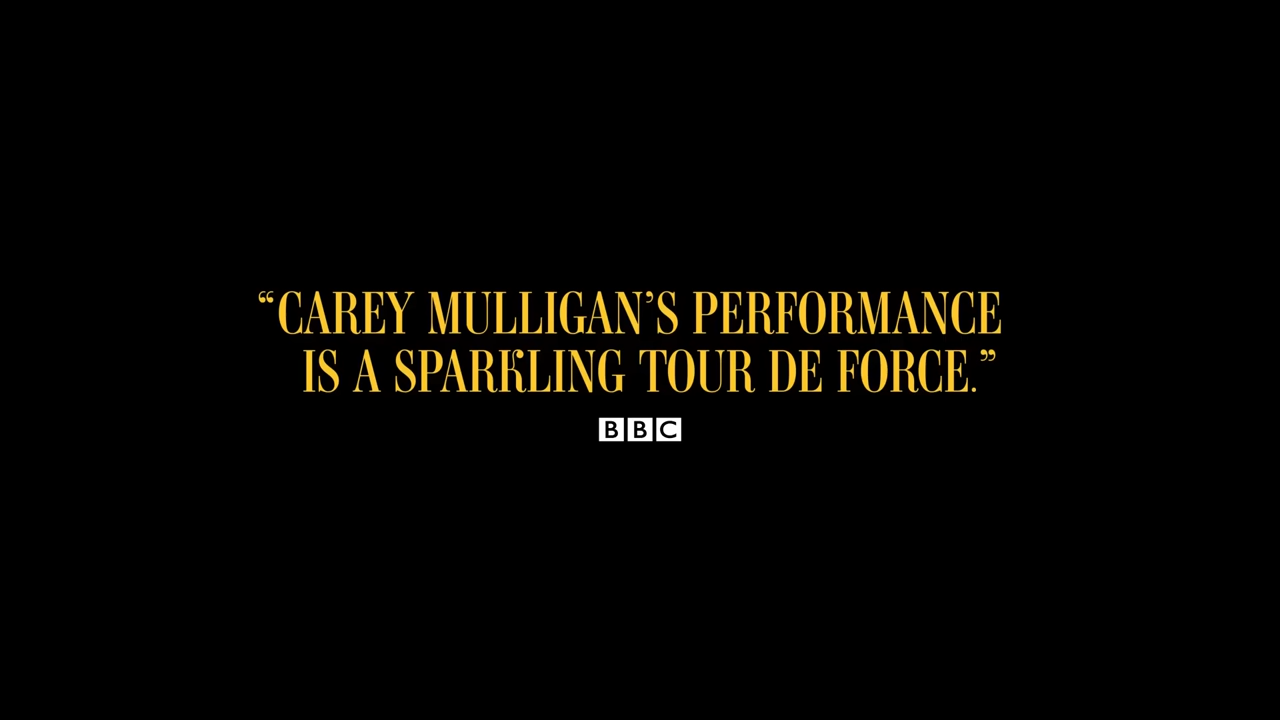 “CAREY MULLIGAN’S PERFORMANCE
IS A SPARKLING TOUR DE FORCE.”
BBC